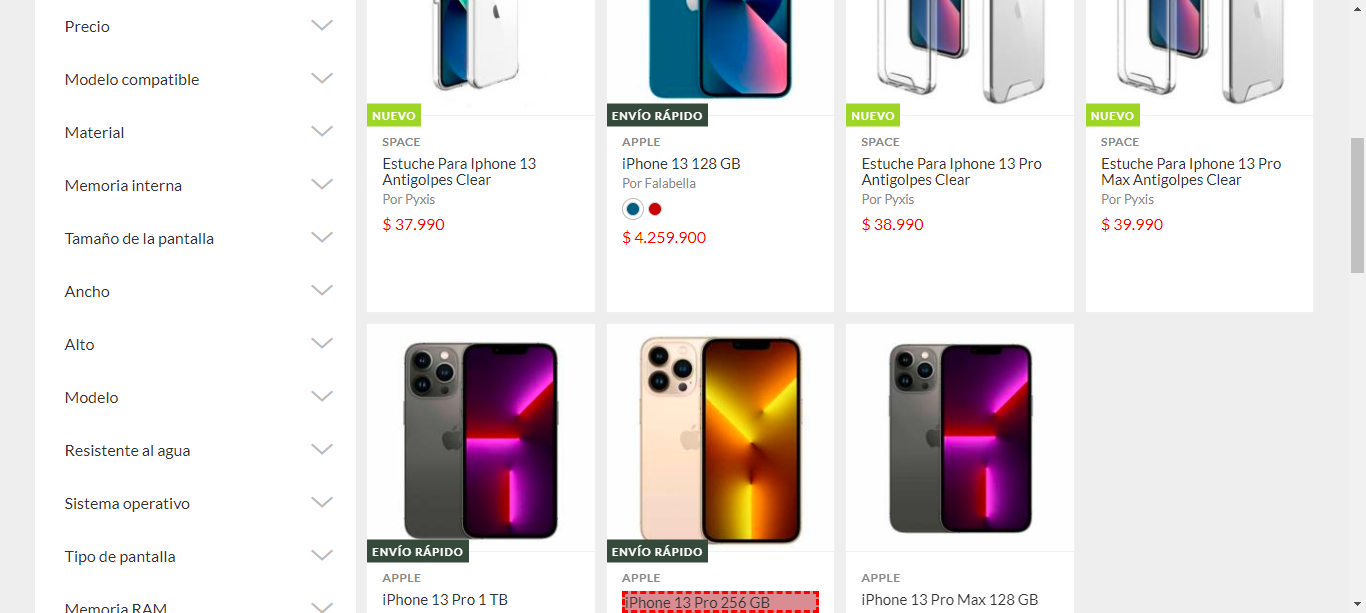 Precio
Modelo compatible
Material
Memoria interna
Tamaño de la pantalla
Ancho
Alto
Modelo
Resistente al agua
Sistema operativo
Tipo de pantalla
Memoria RAM
NUEVO
SPACE
Estuche Para Iphone 13
Antigolpes Clear
Por Pyxis
$ 37.990
ENVÍO RÁPIDO
APPLE
iPhone 13 128 GB
Por Falabella
$ 4.259.900
NUEVO
SPACE
Estuche Para Iphone 13 Pro
Antigolpes Clear
Por Pyxis
$ 38.990
NUEVO
SPACE
Estuche Para Iphone 13 Pro
Max Antigolpes Clear
Por Pyxis
$ 39.990
ENVÍO RÁPIDO
APPLE
iPhone 13 Pro 1 TB
ENVÍO RÁPIDO
APPLE
iPhone 13 Pro 256 GB
APPLE
iPhone 13 Pro Max 128 GB